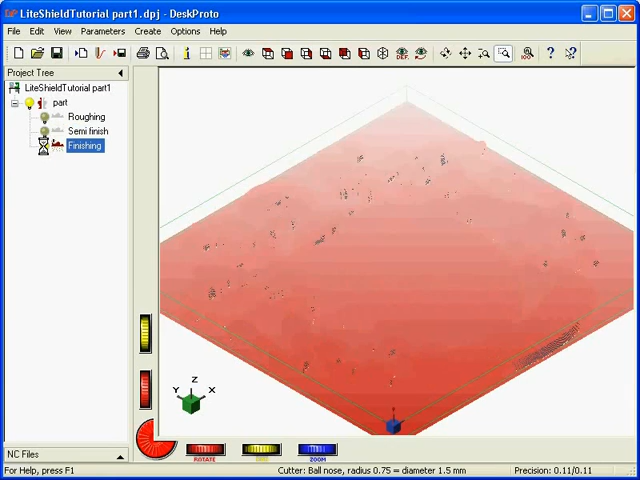 LiteShieldTutorial part1.dpj - DeskProto
File Edit View Parameters Create Options Help
DEF. 100
Project Tree
LiteShieldTutorial part1
part
Roughing
Semi finish
Finishing
Z
Y X
ROTATE ZOOM
NC Files
For Help, press F1 Cutter: Ball nose, radius 0.75 = diameter 1.5 mm Precision: 0.11/0.11